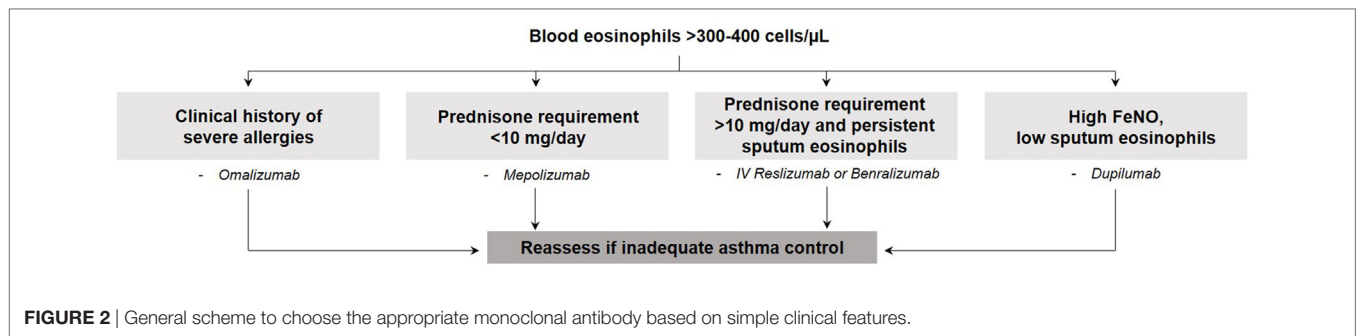 Blood eosinophils >300-400 cells/µL
Clinical history of
severe allergies
Prednisone requirement
<10 mg/day
Prednisone requirement
>10 mg/day and persistent
sputum eosinophils
High FeNO,
low sputum eosinophils
- Omalizumab
- Mepolizumab
- IV Reslizumab or Benralizumab
- Dupilumab
Reassess if inadequate asthma control
FIGURE 2 | General scheme to choose the appropriate monoclonal antibody based on simple clinical features.